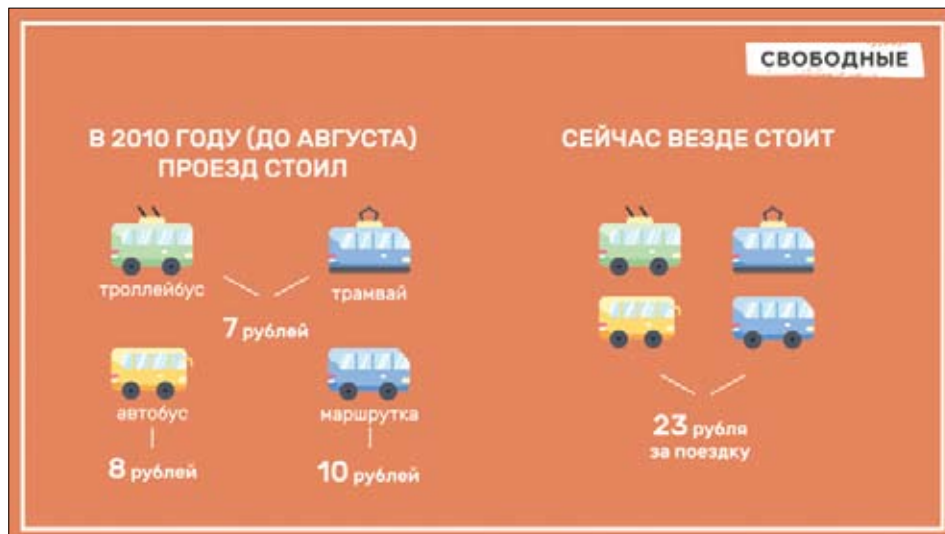 СВОБОДНЫЕ
В 2010 ГОДУ (ДО АВГУСТА)
ПРОЕЗД СТОИЛ
троллейбус
трамвай
7 рублей
автобус
маршрутка
8 рублей
10 рублей
СЕЙЧАС ВЕЗДЕ СТОИТ
23 рубля
за поездку